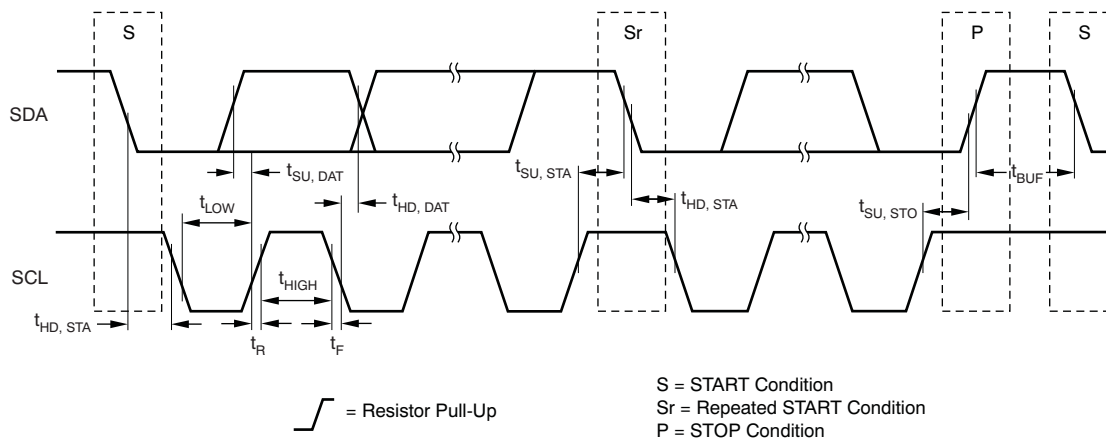 S
Sr
P
S
SDA
tSU, DAT
tSU, STA
tBUF
tLOW
tHD, DAT
tHD, STA
tSU, STO
SCL
tHIGH
tHD, STA
tR
tF
= Resistor Pull-Up
S = START Condition
Sr = Repeated START Condition
P = STOP Condition